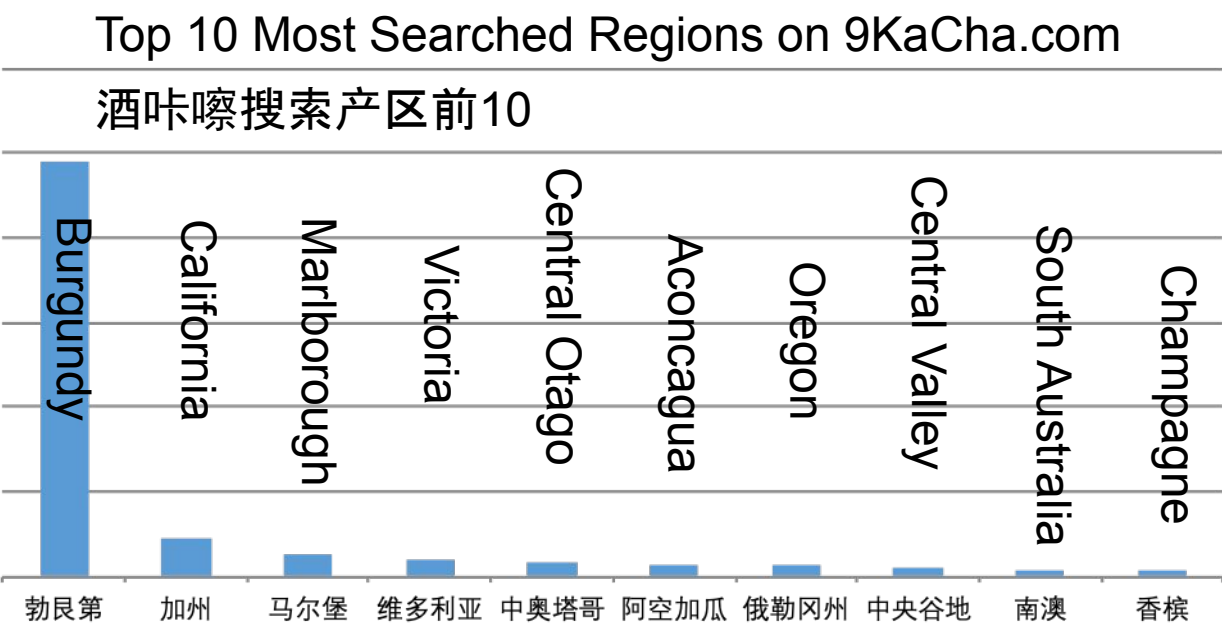 Top 10 Most Searched Regions on 9KaCha.com
酒咔嚓搜索产区前10
Burgundy
California
Marlborough
Victoria
Central Otago
Aconcagua
Oregon
Central Valley
South Australia
Champagne
勃艮第 加州 马尔堡 维多利亚 中奥塔哥 阿空加瓜 俄勒冈州 中央谷地 南澳 香槟